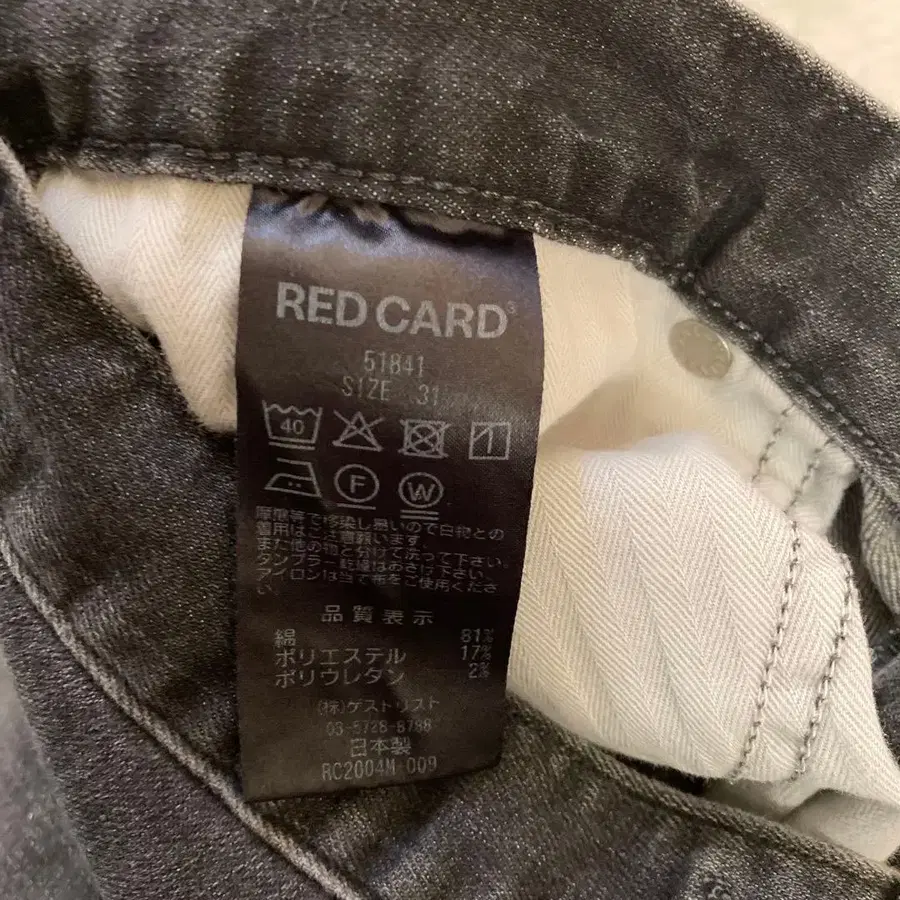 RED CARD®
51841
SIZE 31
40
F W
摩擦等で移染し易いので白物との
着用はご注意願います。
また他の物と分けて洗って下さい。
タンブラー乾燥はお避け下さい。
アイロンは当て布をご使用くださ
い
品質表示
綿 81%
ポリエステル 17%
ポリウレタン 2%
(株)ゲストリスト
03-5728-8788
日本製
RC2004M-009